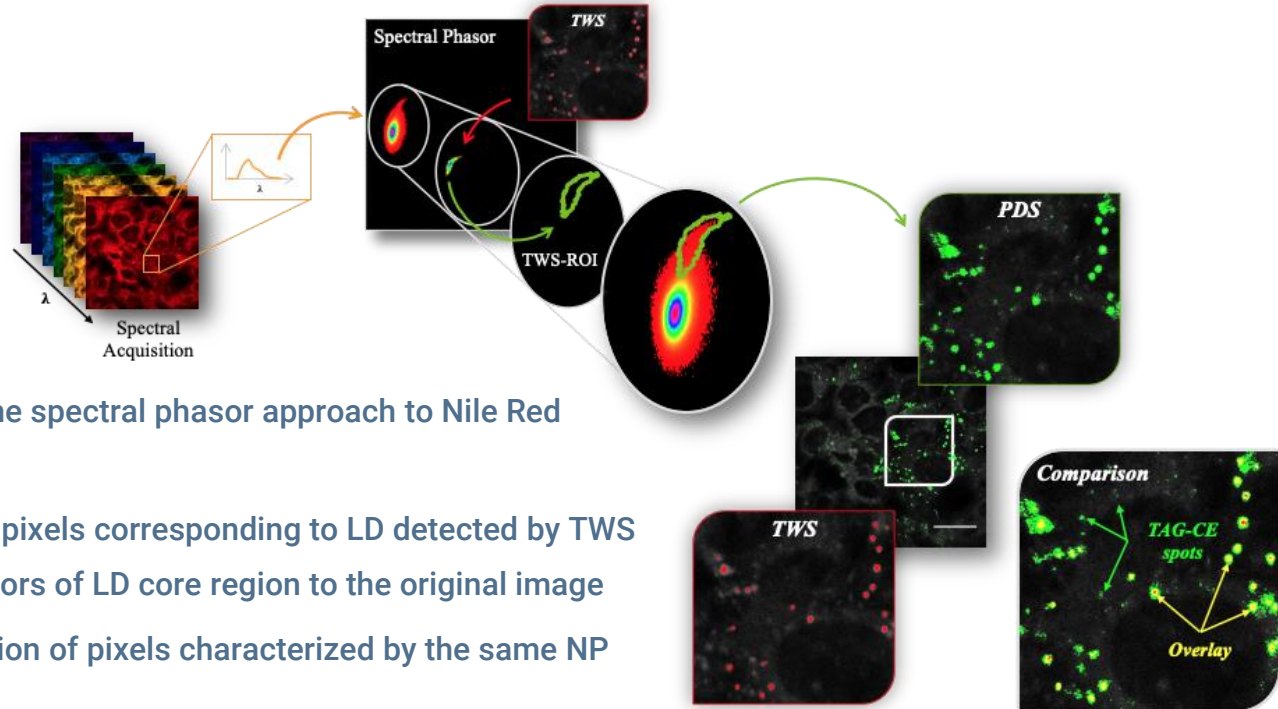 TWS
Spectral Phasor
λ
TWS-ROI
λ
Spectral
Acquisition
PDS
he spectral phasor approach to Nile Red
pixels corresponding to LD detected by TWS
ors of LD core region to the original image
ion of pixels characterized by the same NP
TWS
Comparison
TAG-CE
spots
Overlay